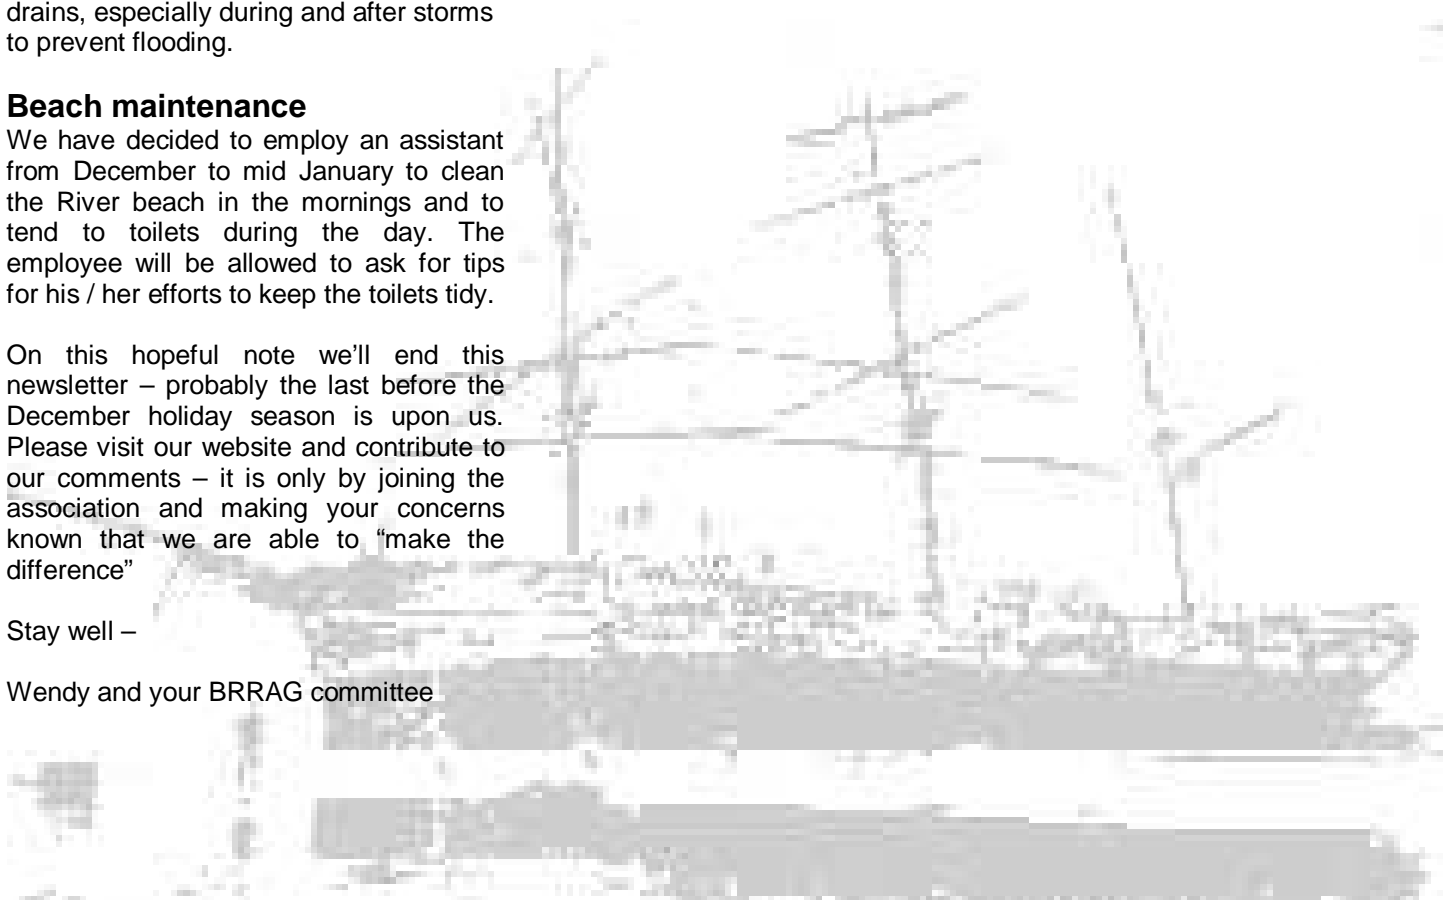 drains, especially during and after storms
to prevent flooding.
Beach maintenance
We have decided to employ an assistant
from December to mid January to clean
the River beach in the mornings and to
tend to toilets during the day. The
employee will be allowed to ask for tips
for his / her efforts to keep the toilets tidy.
On this hopeful note we’ll end this
newsletter – probably the last before the
December holiday season is upon us.
Please visit our website and contribute to
our comments – it is only by joining the
association and making your concerns
known that we are able to “make the
difference”
Stay well –
Wendy and your BRRAG committee